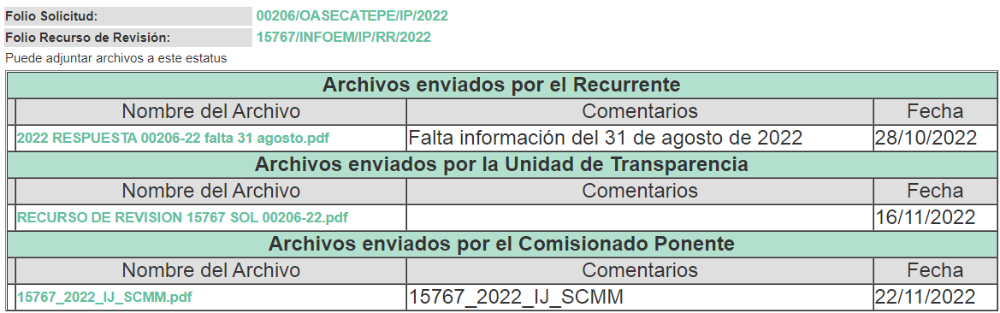 Folio Solicitud: 00206/OASECATEPE/IP/2022
Folio Recurso de Revisión: 15767/INFOEM/IP/RR/2022
Puede adjuntar archivos a este estatus
Archivos enviados por el Recurrente
Nombre del Archivo Comentarios Fecha
2022 RESPUESTA 00206-22 falta 31 agosto.pdf Falta información del 31 de agosto de 2022 28/10/2022
Archivos enviados por la Unidad de Transparencia
Nombre del Archivo Comentarios Fecha
RECURSO DE REVISION 15767 SOL 00206-22.pdf 16/11/2022
Archivos enviados por el Comisionado Ponente
Nombre del Archivo Comentarios Fecha
15767_2022_IJ_SCMM.pdf 15767_2022_IJ_SCMM 22/11/2022